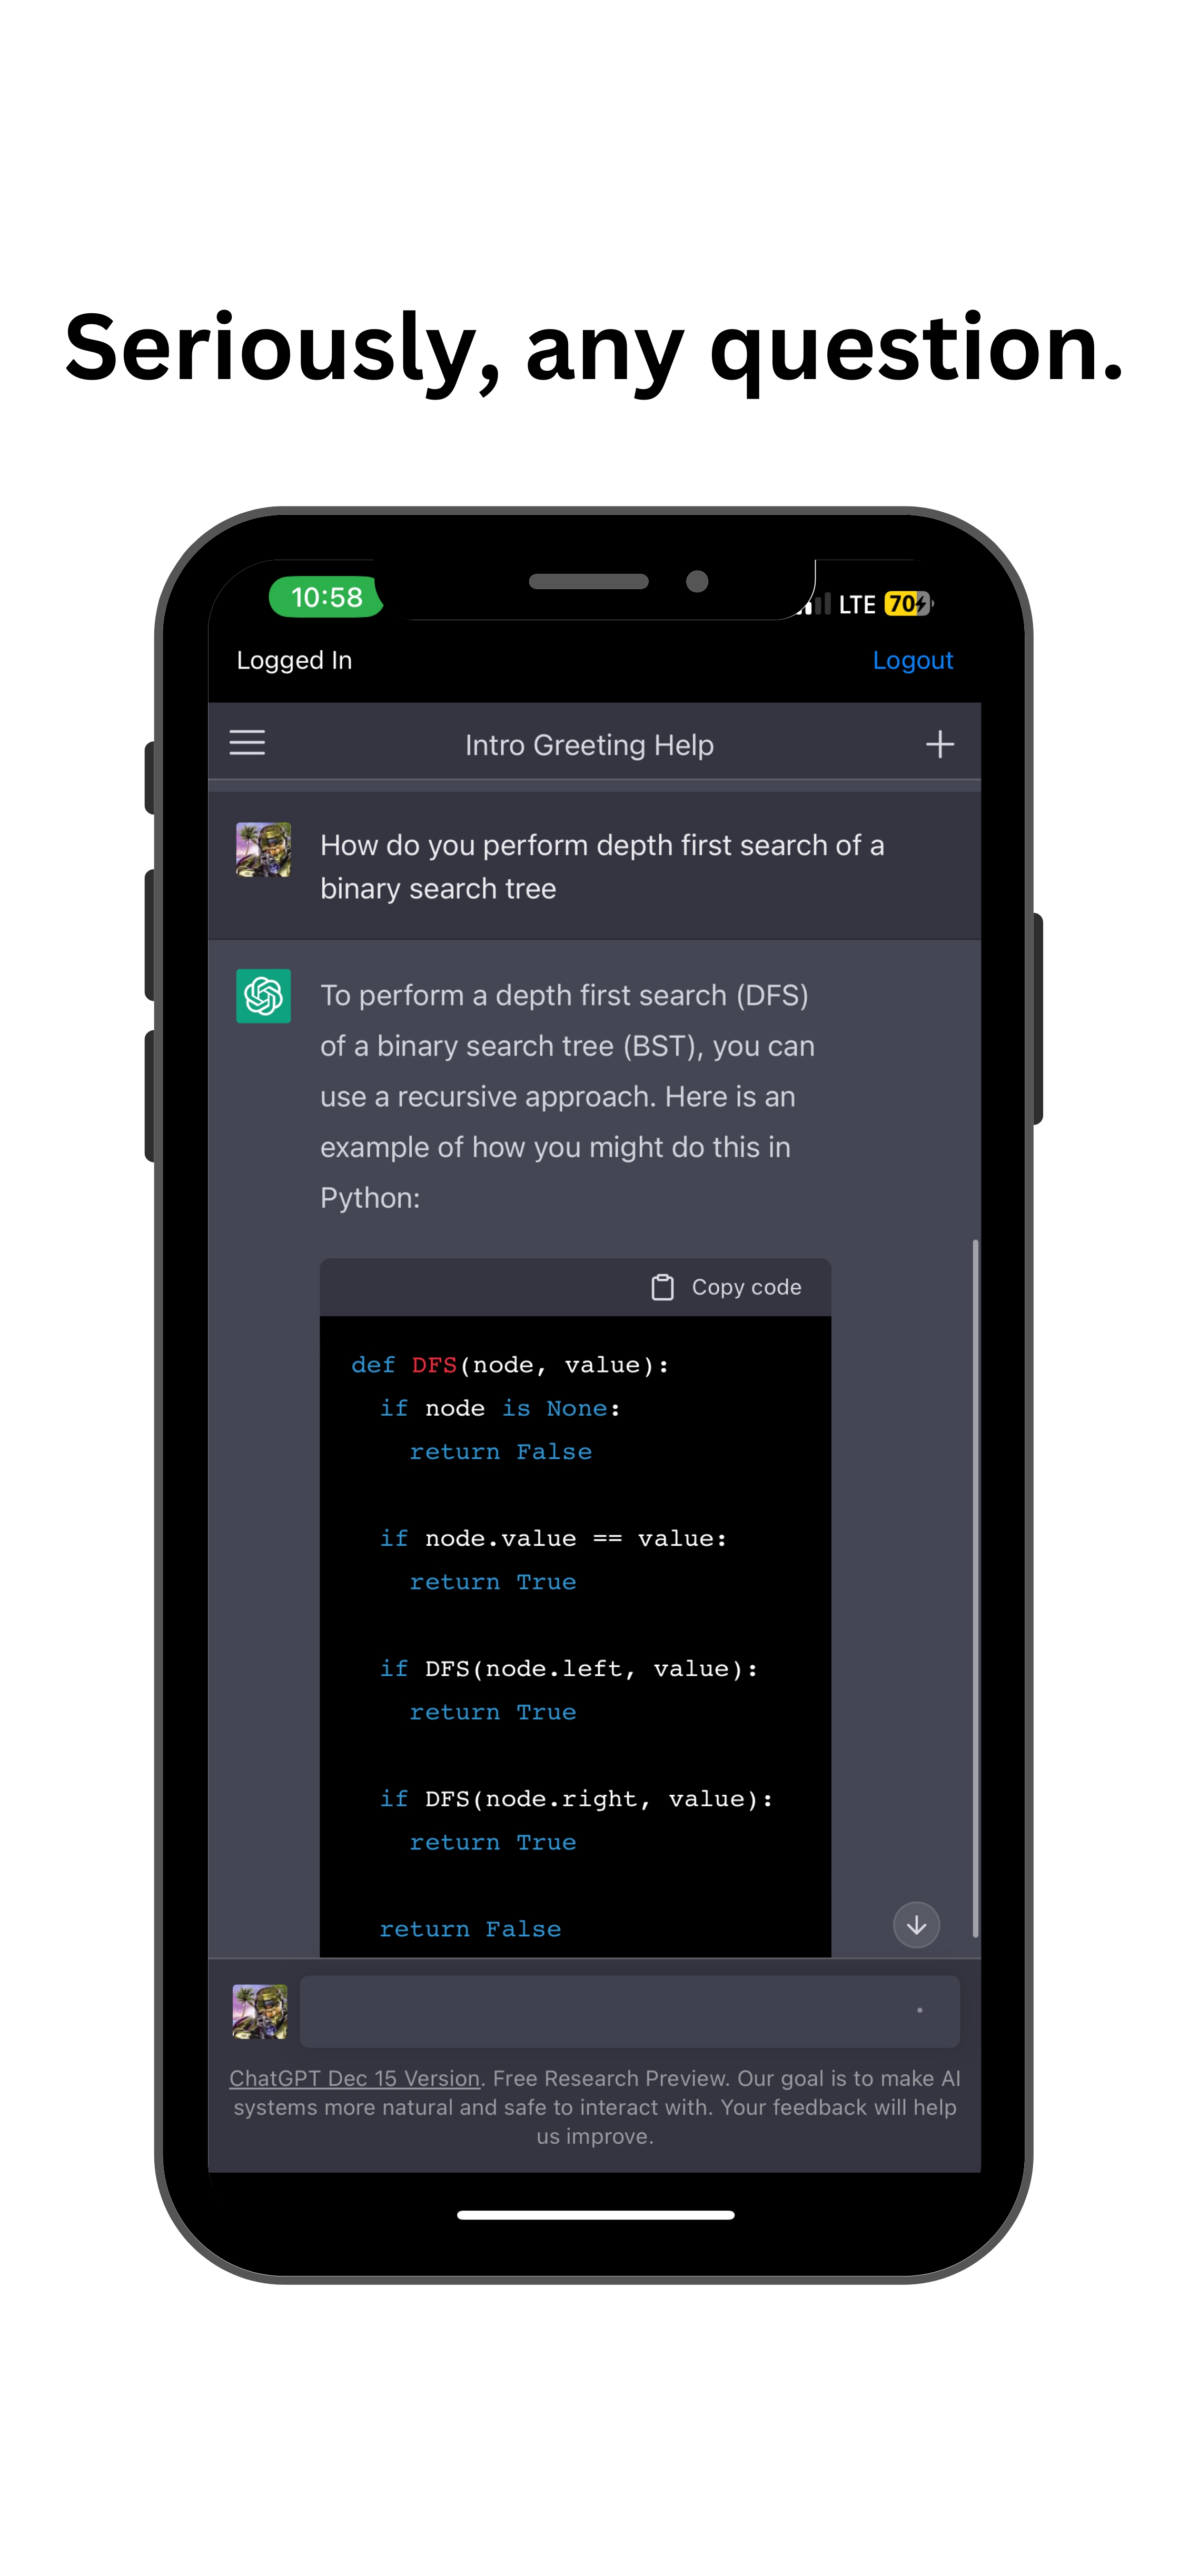 Seriously, any question.
10:58
LTE 70
Logged In
Logout
Intro Greeting Help
How do you perform depth first search of a
binary search tree
To perform a depth first search (DFS)
of a binary search tree (BST), you can
use a recursive approach. Here is an
example of how you might do this in
Python:
Copy code
def DFS(node, value):
  if node is None:
    return False
  if node.value == value:
    return True
  if DFS(node.left, value):
    return True
  if DFS(node.right, value):
    return True
  return False
ChatGPT Dec 15 Version. Free Research Preview. Our goal is to make AI
systems more natural and safe to interact with. Your feedback will help
us improve.